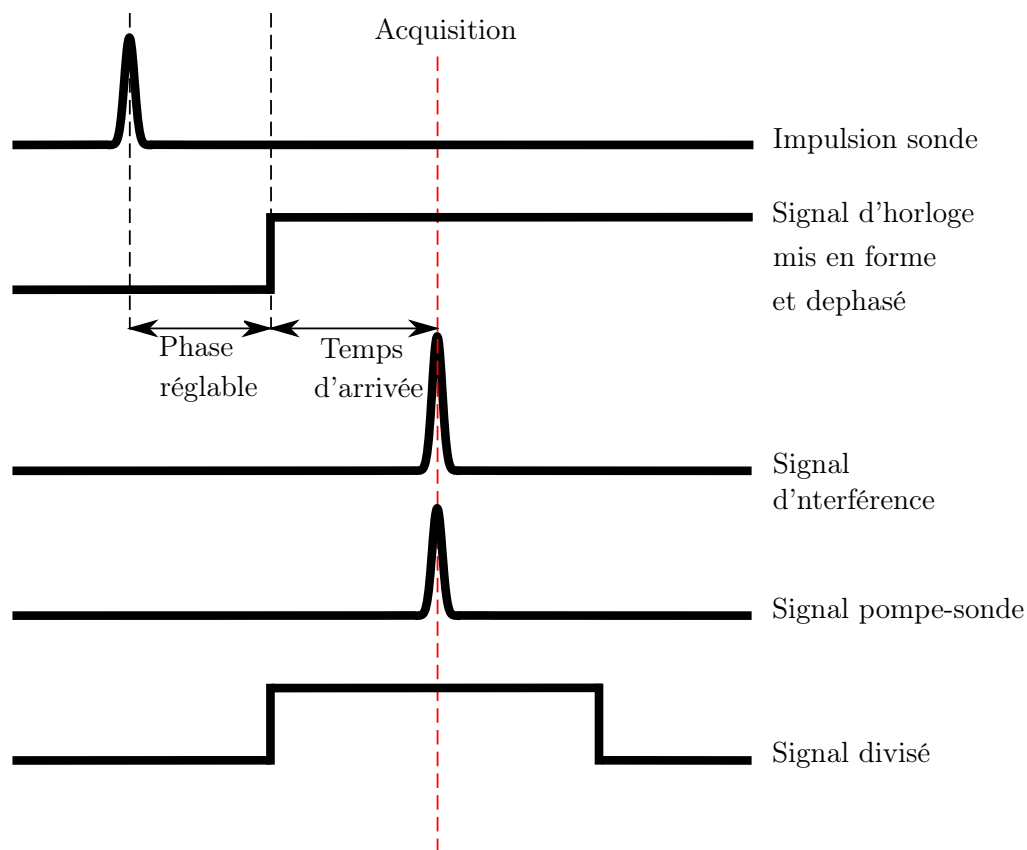 Acquisition
Impulsion sonde
Signal d'horloge
mis en forme
et dephasé
Phase
réglable
Temps
d'arrivée
Signal
d'nterférence
Signal pompe-sonde
Signal divisé